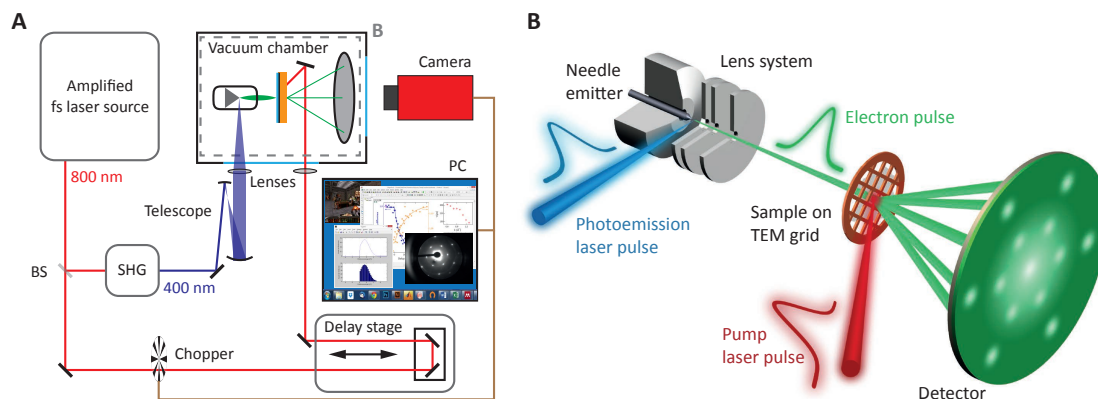 A
Amplified
fs laser source
800 nm
BS
SHG
400 nm
Telescope
Lenses
Vacuum chamber
B
Camera
PC
Delay stage
Chopper
B
Needle
emitter
Lens system
Electron pulse
Photoemission
laser pulse
Sample on
TEM grid
Pump
laser pulse
Detector